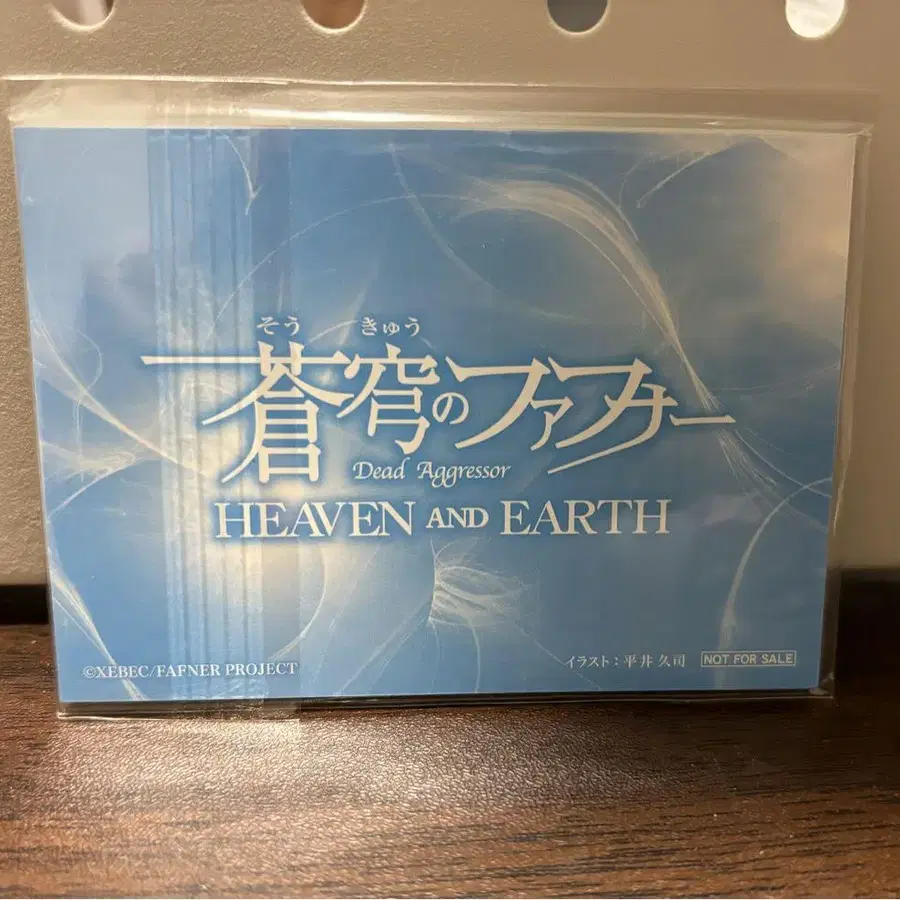 そう きゅう
蒼穹のファフナー
Dead Aggressor
HEAVEN AND EARTH
©XEBEC/FAFNER PROJECT
イラスト：平井 久司 NOT FOR SALE